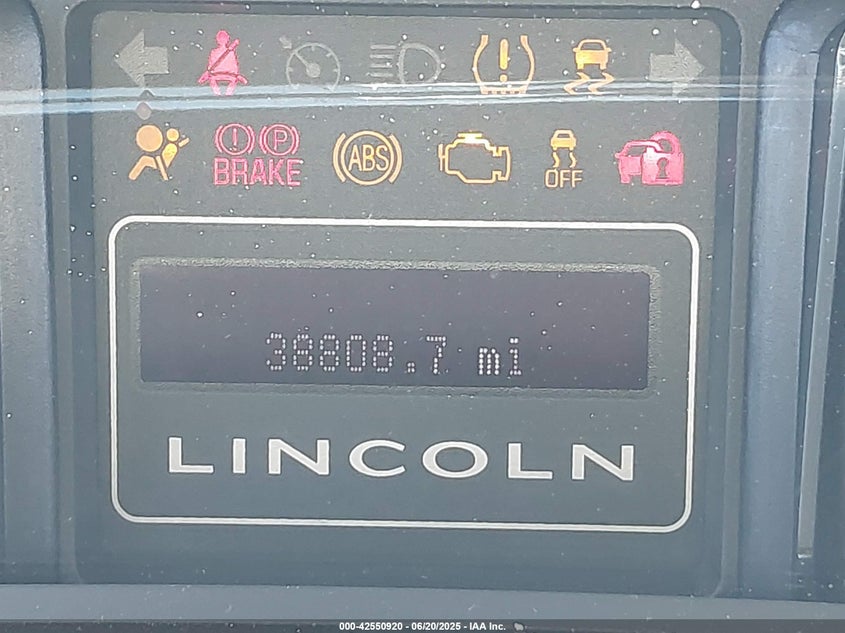 BRAKE
ABS
OFF
38808.7 mi
LINCOLN
000-42550920 - 06/20/2025 - IAA Inc.